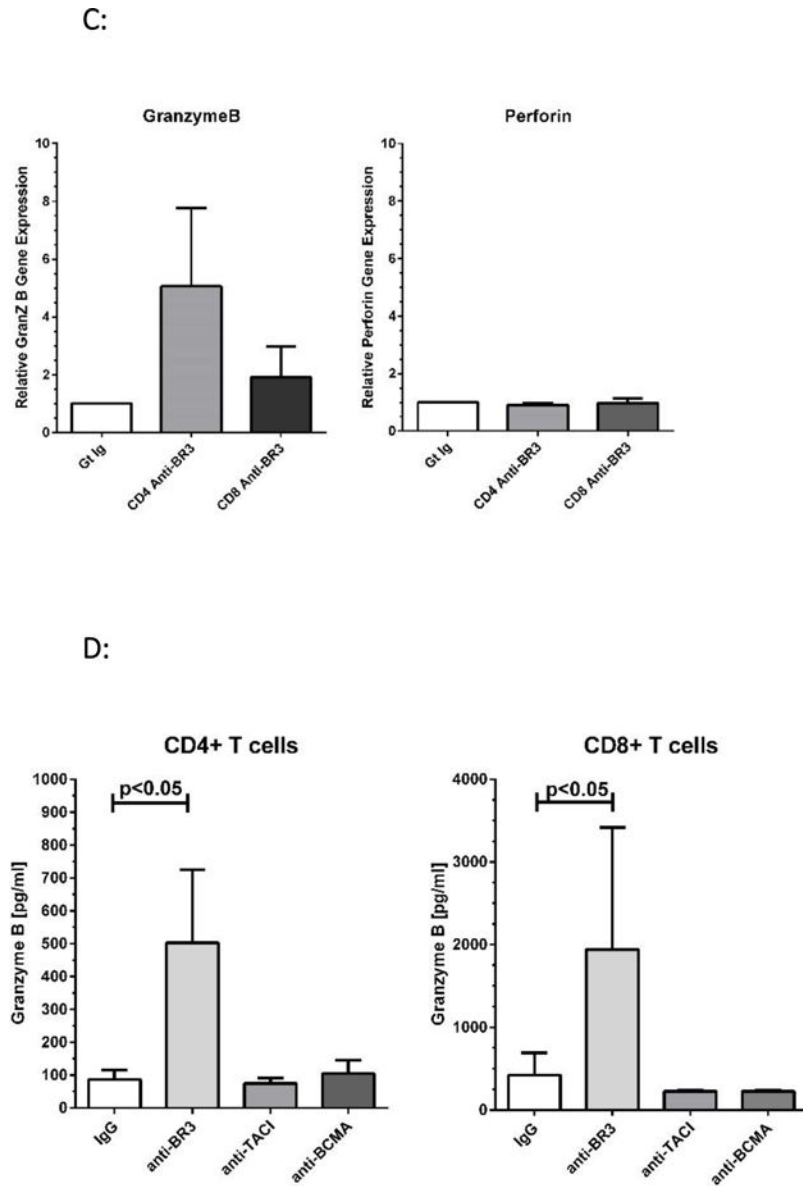 C:
GranzymeB
Relative GranZ B Gene Expression
10
8
6
4
2
0
Gt Ig
CD4 Anti-BR3
CD8 Anti-BR3
Perforin
Relative Perforin Gene Expression
10
8
6
4
2
0
Gt Ig
CD4 Anti-BR3
CD8 Anti-BR3
D:
CD4+ T cells
p<0.05
Granzyme B [pg/ml]
1000
900
800
700
600
500
400
300
200
100
0
IgG
anti-BR3
anti-TACI
anti-BCMA
CD8+ T cells
p<0.05
Granzyme B [pg/ml]
4000
3000
2000
1000
0
IgG
anti-BR3
anti-TACI
anti-BCMA